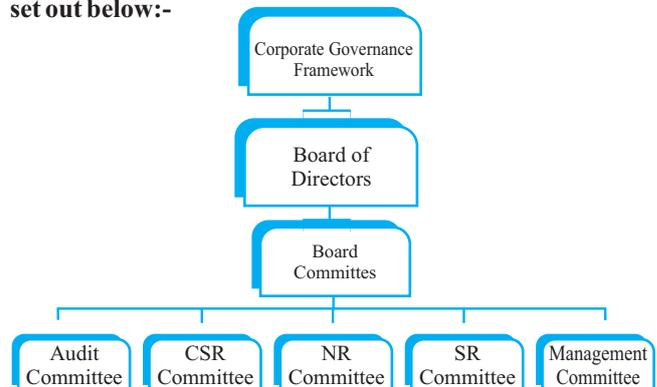 set out below:-
Corporate Governance
Framework
Board of
Directors
Board
Committes
Audit
Committee
CSR
Committee
NR
Committee
SR
Committee
Management
Committee